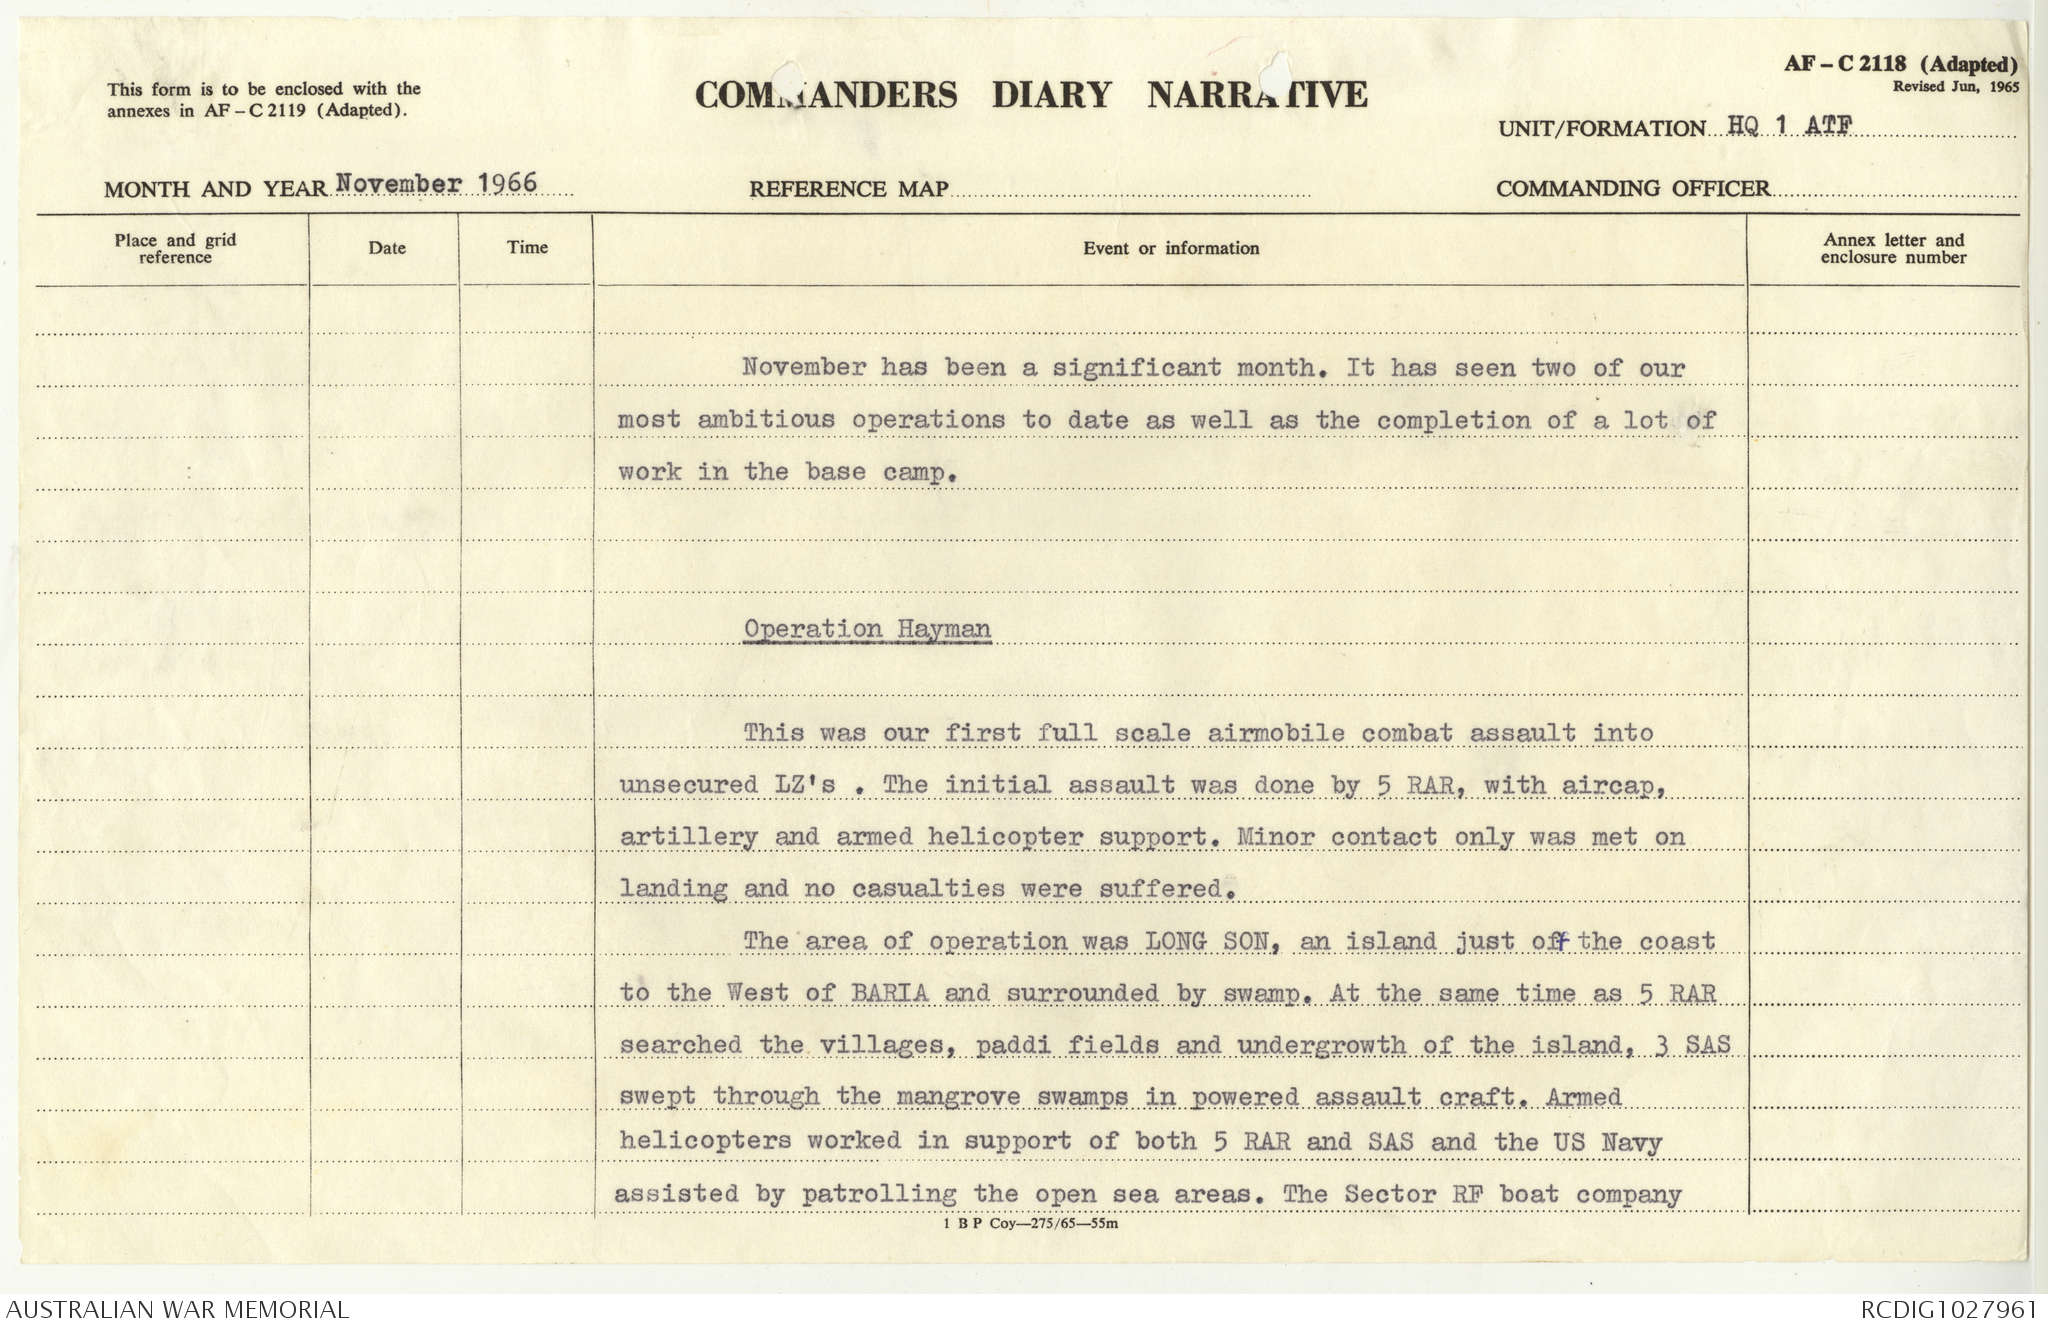 This form is to be enclosed with the
annexes in AF – C 2119 (Adapted).
COMMANDERS DIARY NARRATIVE
AF – C 2118 (Adapted)
Revised Jun, 1965
UNIT/FORMATION HQ 1 ATF
MONTH AND YEAR November 1966
REFERENCE MAP
COMMANDING OFFICER
Place and grid
reference
Date
Time
Event or information
Annex letter and
enclosure number
November has been a significant month. It has seen two of our
most ambitious operations to date as well as the completion of a lot of
work in the base camp.
Operation Hayman
This was our first full scale airmobile combat assault into
unsecured LZ's . The initial assault was done by 5 RAR, with aircap,
artillery and armed helicopter support. Minor contact only was met on
landing and no casualties were suffered.
The area of operation was LONG SON, an island just off the coast
to the West of BARIA and surrounded by swamp. At the same time as 5 RAR
searched the villages, paddi fields and undergrowth of the island, 3 SAS
swept through the mangrove swamps in powered assault craft. Armed
helicopters worked in support of both 5 RAR and SAS and the US Navy
assisted by patrolling the open sea areas. The Sector RF boat company
1 B P Coy—275/65—55m
AUSTRALIAN WAR MEMORIAL
RCDIG1027961